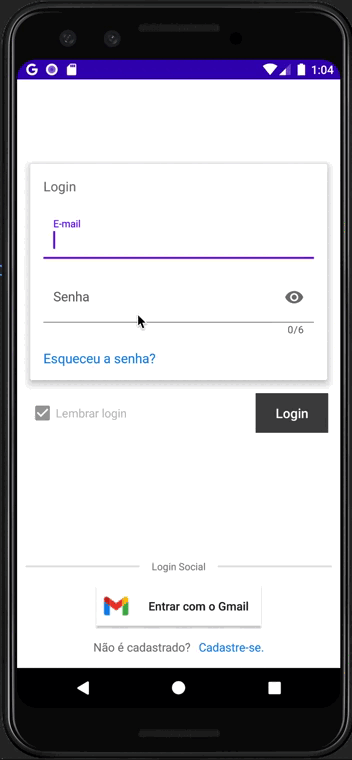 1:04
Login
E-mail
Senha
0/6
Esqueceu a senha?
Lembrar login
Login
Login Social
Entrar com o Gmail
Não é cadastrado? Cadastre-se.